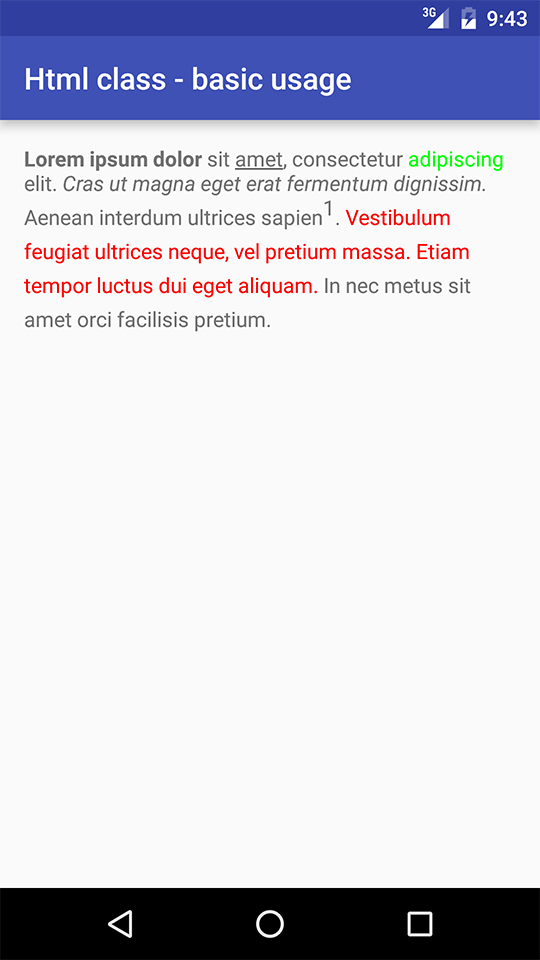 3G 9:43
Html class - basic usage
Lorem ipsum dolor sit amet, consectetur adipiscing
elit. Cras ut magna eget erat fermentum dignissim.
Aenean interdum ultrices sapien1. Vestibulum
feugiat ultrices neque, vel pretium massa. Etiam
tempor luctus dui eget aliquam. In nec metus sit
amet orci facilisis pretium.